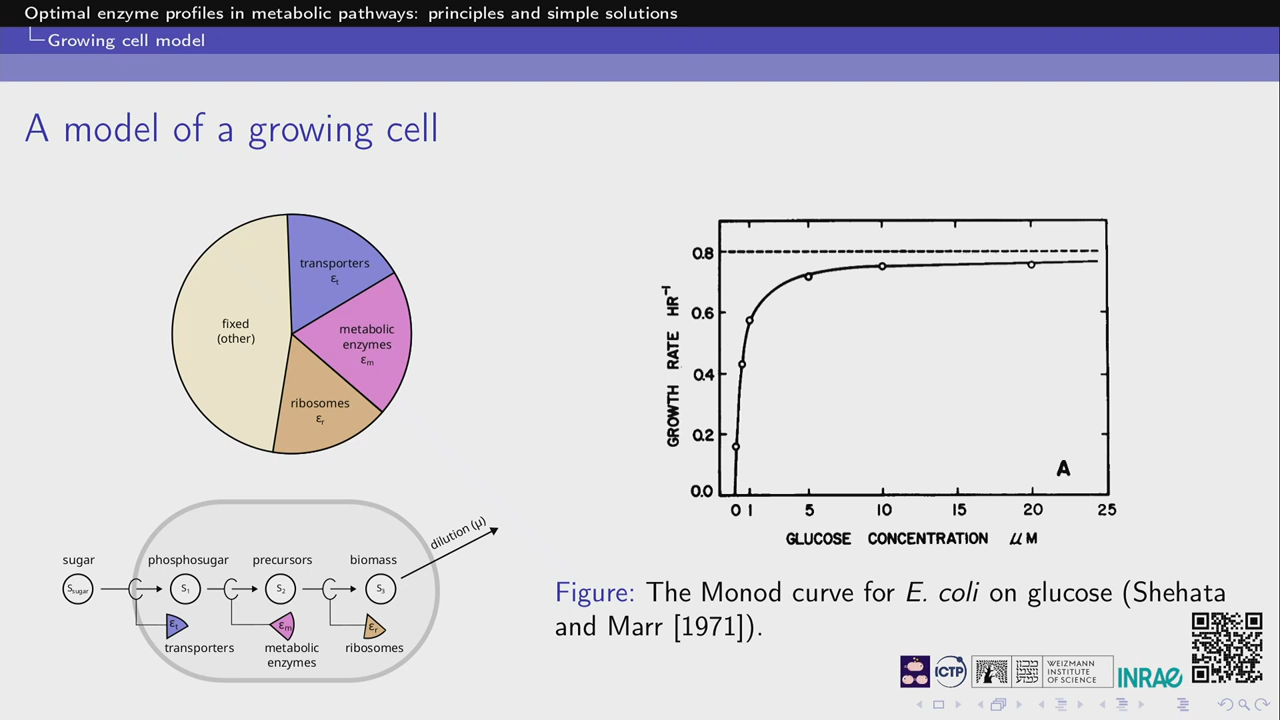 Optimal enzyme profiles in metabolic pathways: principles and simple solutions
Growing cell model
A model of a growing cell
transporters
εt
fixed
(other)
metabolic
enzymes
εm
ribosomes
εr
sugar
phosphosugar
precursors
biomass
dilution (μ)
Ssugar
S1
S2
S3
εt
εm
εr
transporters
metabolic
enzymes
ribosomes
GROWTH RATE HR⁻¹
0.8
0.6
0.4
0.2
0.0
A
0 1 5 10 15 20 25
GLUCOSE CONCENTRATION μM
Figure: The Monod curve for E. coli on glucose (Shehata
and Marr [1971]).
ICTP
WEIZMANN
INSTITUTE
OF SCIENCE
INRAE